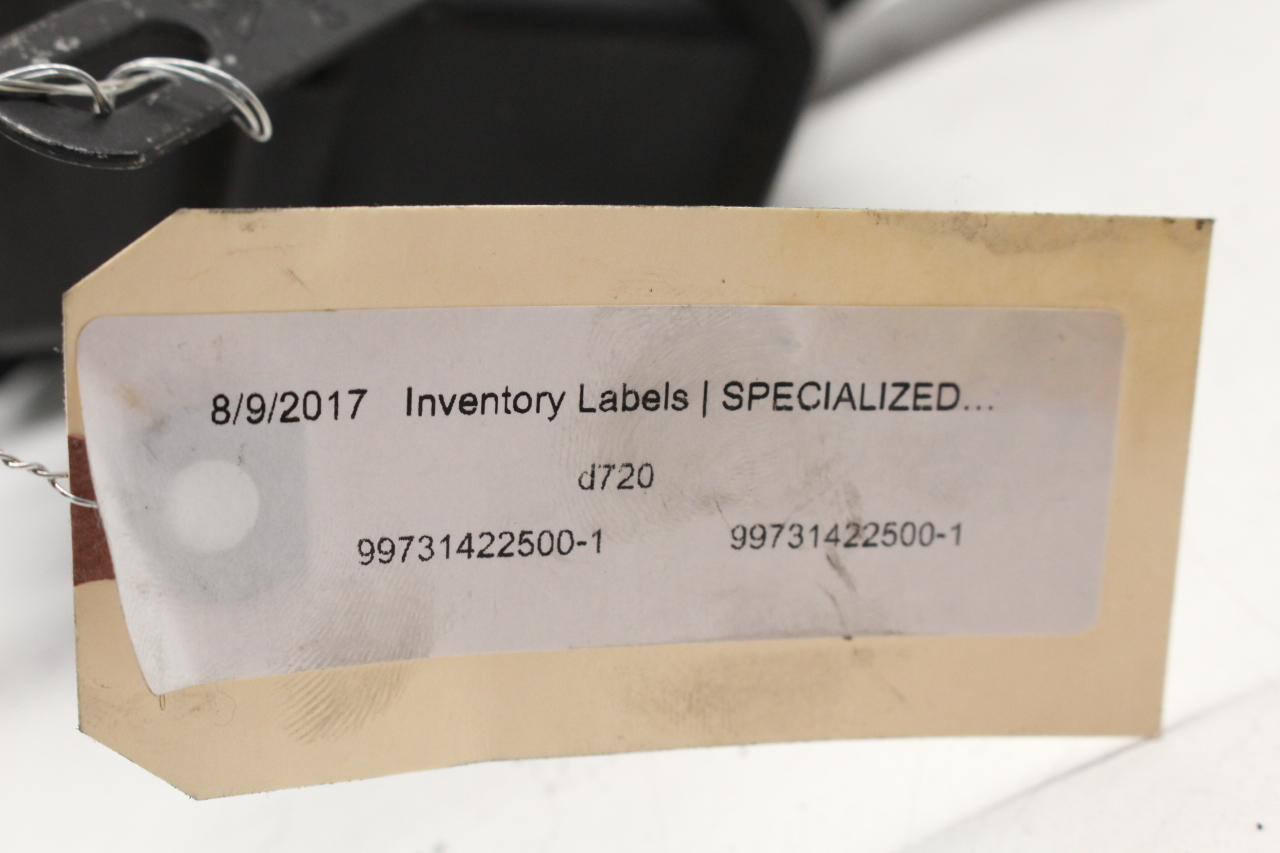 8/9/2017 Inventory Labels | SPECIALIZED...
d720
99731422500-1 99731422500-1